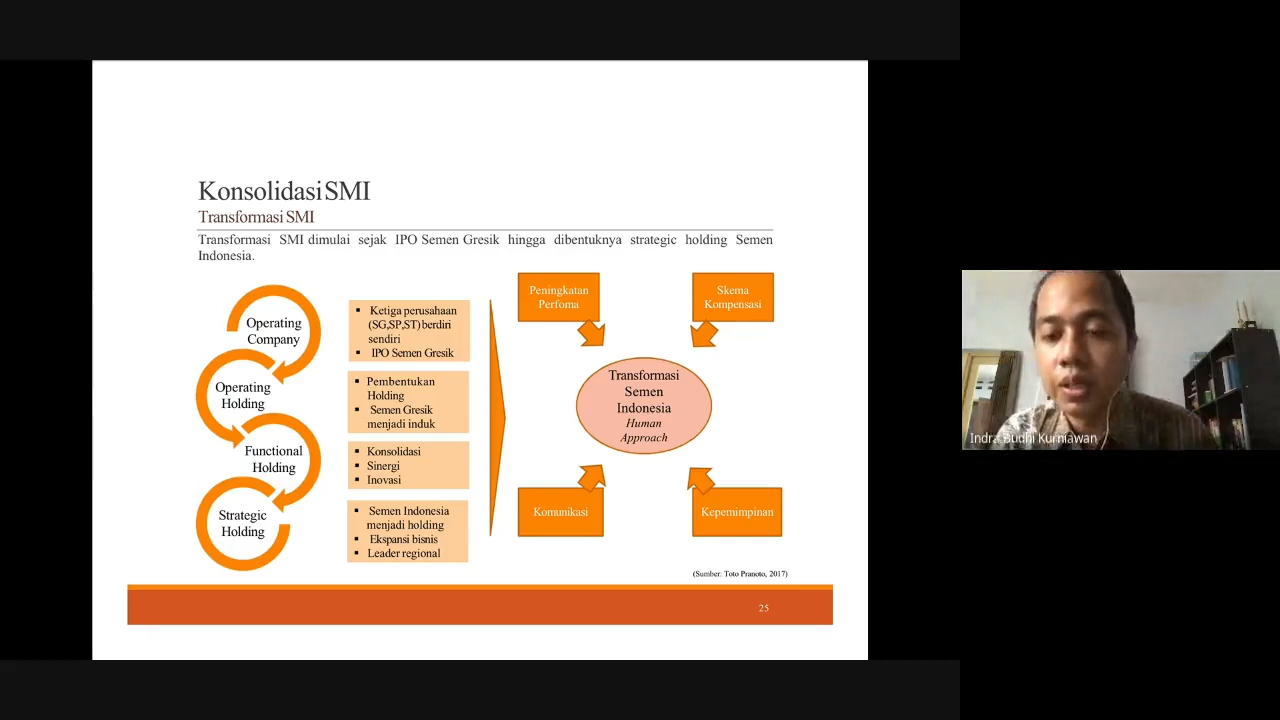 Konsolidasi SMI
Transformasi SMI
Transformasi SMI dimulai sejak IPO Semen Gresik hingga dibentuknya strategic holding Semen
Indonesia.
Operating
Company
Operating
Holding
Functional
Holding
Strategic
Holding
▪ Ketiga perusahaan
(SG,SP,ST) berdiri
sendiri
▪ IPO Semen Gresik
▪ Pembentukan
Holding
▪ Semen Gresik
menjadi induk
▪ Konsolidasi
▪ Sinergi
▪ Inovasi
▪ Semen Indonesia
menjadi holding
▪ Ekspansi bisnis
▪ Leader regional
Peningkatan
Perfoma
Skema
Kompensasi
Transformasi
Semen
Indonesia
Human
Approach
Komunikasi
Kepemimpinan
(Sumber: Toto Pranoto, 2017)
25
Indra Budhi Kurniawan